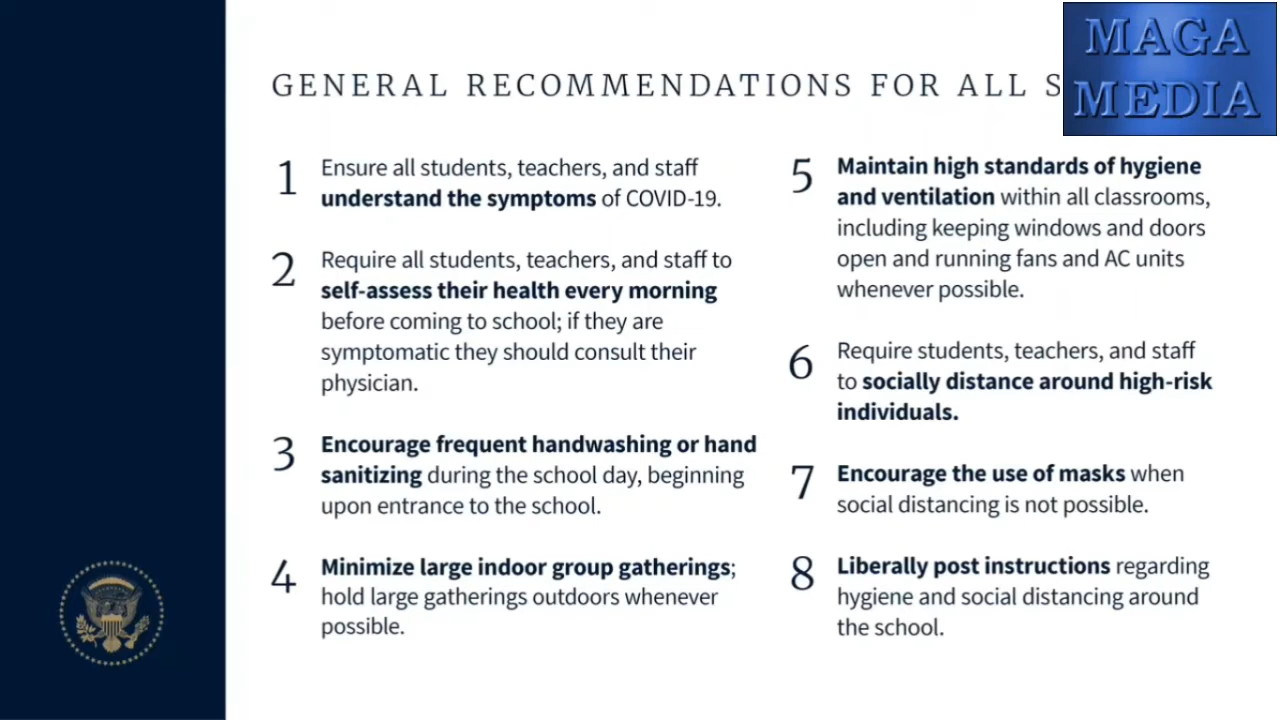 MAGA
MEDIA
GENERAL RECOMMENDATIONS FOR ALL S
1 Ensure all students, teachers, and staff
understand the symptoms of COVID-19.
2 Require all students, teachers, and staff to
self-assess their health every morning
before coming to school; if they are
symptomatic they should consult their
physician.
3 Encourage frequent handwashing or hand
sanitizing during the school day, beginning
upon entrance to the school.
4 Minimize large indoor group gatherings;
hold large gatherings outdoors whenever
possible.
5 Maintain high standards of hygiene
and ventilation within all classrooms,
including keeping windows and doors
open and running fans and AC units
whenever possible.
6 Require students, teachers, and staff
to socially distance around high-risk
individuals.
7 Encourage the use of masks when
social distancing is not possible.
8 Liberally post instructions regarding
hygiene and social distancing around
the school.